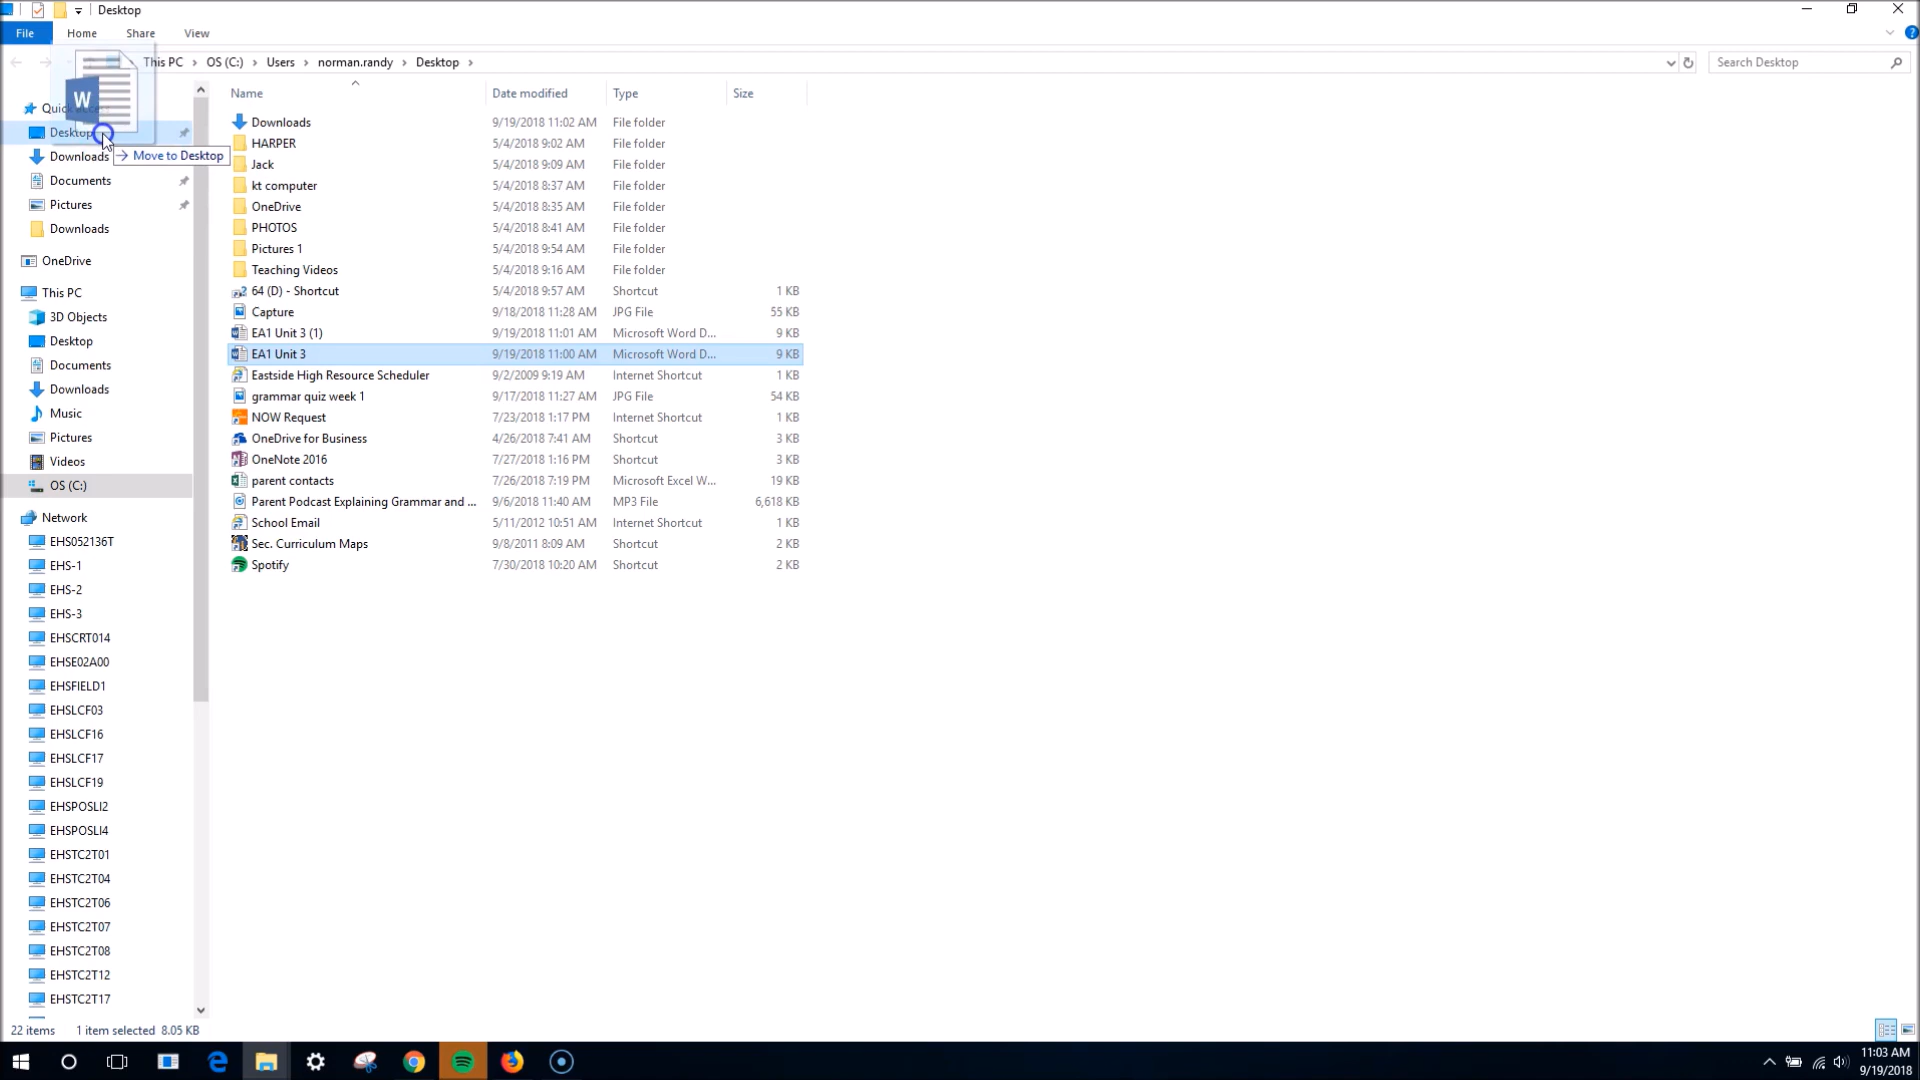 Desktop
File Home Share View
This PC > OS (C:) > Users > norman.randy > Desktop >
Search Desktop
Name Date modified Type Size
W
Desktop
Move to Desktop
Downloads
Documents
Pictures
Downloads
OneDrive
This PC
3D Objects
Desktop
Documents
Downloads
Music
Pictures
Videos
OS (C:)
Network
EHS052136T
EHS-1
EHS-2
EHS-3
EHSCRT014
EHSE02A00
EHSFIELD1
EHSLCF03
EHSLCF16
EHSLCF17
EHSLCF19
EHSPOSLI2
EHSPOSLI4
EHSTC2T01
EHSTC2T04
EHSTC2T06
EHSTC2T07
EHSTC2T08
EHSTC2T12
EHSTC2T17
Downloads 9/19/2018 11:02 AM File folder
HARPER 5/4/2018 9:02 AM File folder
Jack 5/4/2018 9:09 AM File folder
kt computer 5/4/2018 8:37 AM File folder
OneDrive 5/4/2018 8:35 AM File folder
PHOTOS 5/4/2018 8:41 AM File folder
Pictures 1 5/4/2018 9:54 AM File folder
Teaching Videos 5/4/2018 9:16 AM File folder
64 (D) - Shortcut 5/4/2018 9:57 AM Shortcut 1 KB
Capture 9/18/2018 11:28 AM JPG File 55 KB
EA1 Unit 3 (1) 9/19/2018 11:01 AM Microsoft Word D... 9 KB
EA1 Unit 3 9/19/2018 11:00 AM Microsoft Word D... 9 KB
Eastside High Resource Scheduler 9/2/2009 9:19 AM Internet Shortcut 1 KB
grammar quiz week 1 9/17/2018 11:27 AM JPG File 54 KB
NOW Request 7/23/2018 1:17 PM Internet Shortcut 1 KB
OneDrive for Business 4/26/2018 7:41 AM Shortcut 3 KB
OneNote 2016 7/27/2018 1:16 PM Shortcut 3 KB
parent contacts 7/26/2018 7:19 PM Microsoft Excel W... 19 KB
Parent Podcast Explaining Grammar and ... 9/6/2018 11:40 AM MP3 File 6,618 KB
School Email 5/11/2012 10:51 AM Internet Shortcut 1 KB
Sec. Curriculum Maps 9/8/2011 8:09 AM Shortcut 2 KB
Spotify 7/30/2018 10:20 AM Shortcut 2 KB
22 items 1 item selected 8.05 KB
11:03 AM
9/19/2018